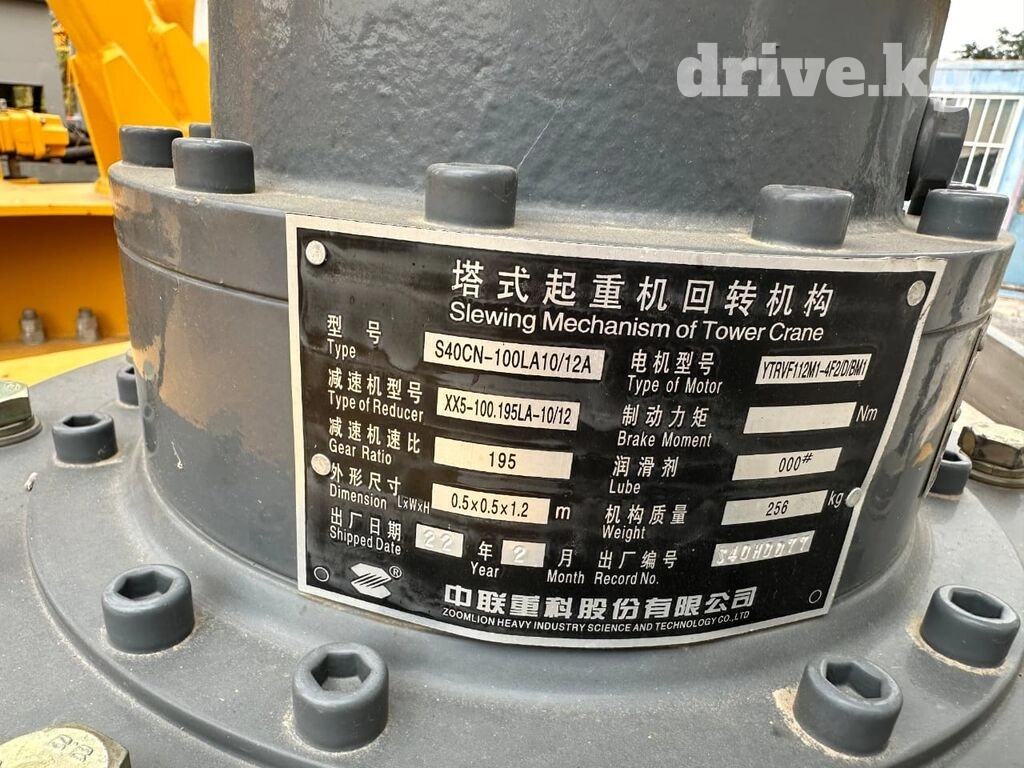 drive.kg
塔式起重机回转机构
Slewing Mechanism of Tower Crane
型号 S40CN-100LA10/12A 电机型号 YTRVF112M1-4F2/D/BM1
Type Type of Motor
减速机型号 XX5-100.195LA-10/12 制动力矩 Nm
Type of Reducer Brake Moment
减速机速比 195 润滑剂 000#
Gear Ratio Lube
外形尺寸 0.5x0.5x1.2 m 机构质量 256 kg
Dimension LxWxH Weight
出厂日期 22 年 2 月 出厂编号 S40H0077
Shipped Date Year Month Record No.
®
中联重科股份有限公司
ZOOMLION HEAVY INDUSTRY SCIENCE AND TECHNOLOGY CO.,LTD